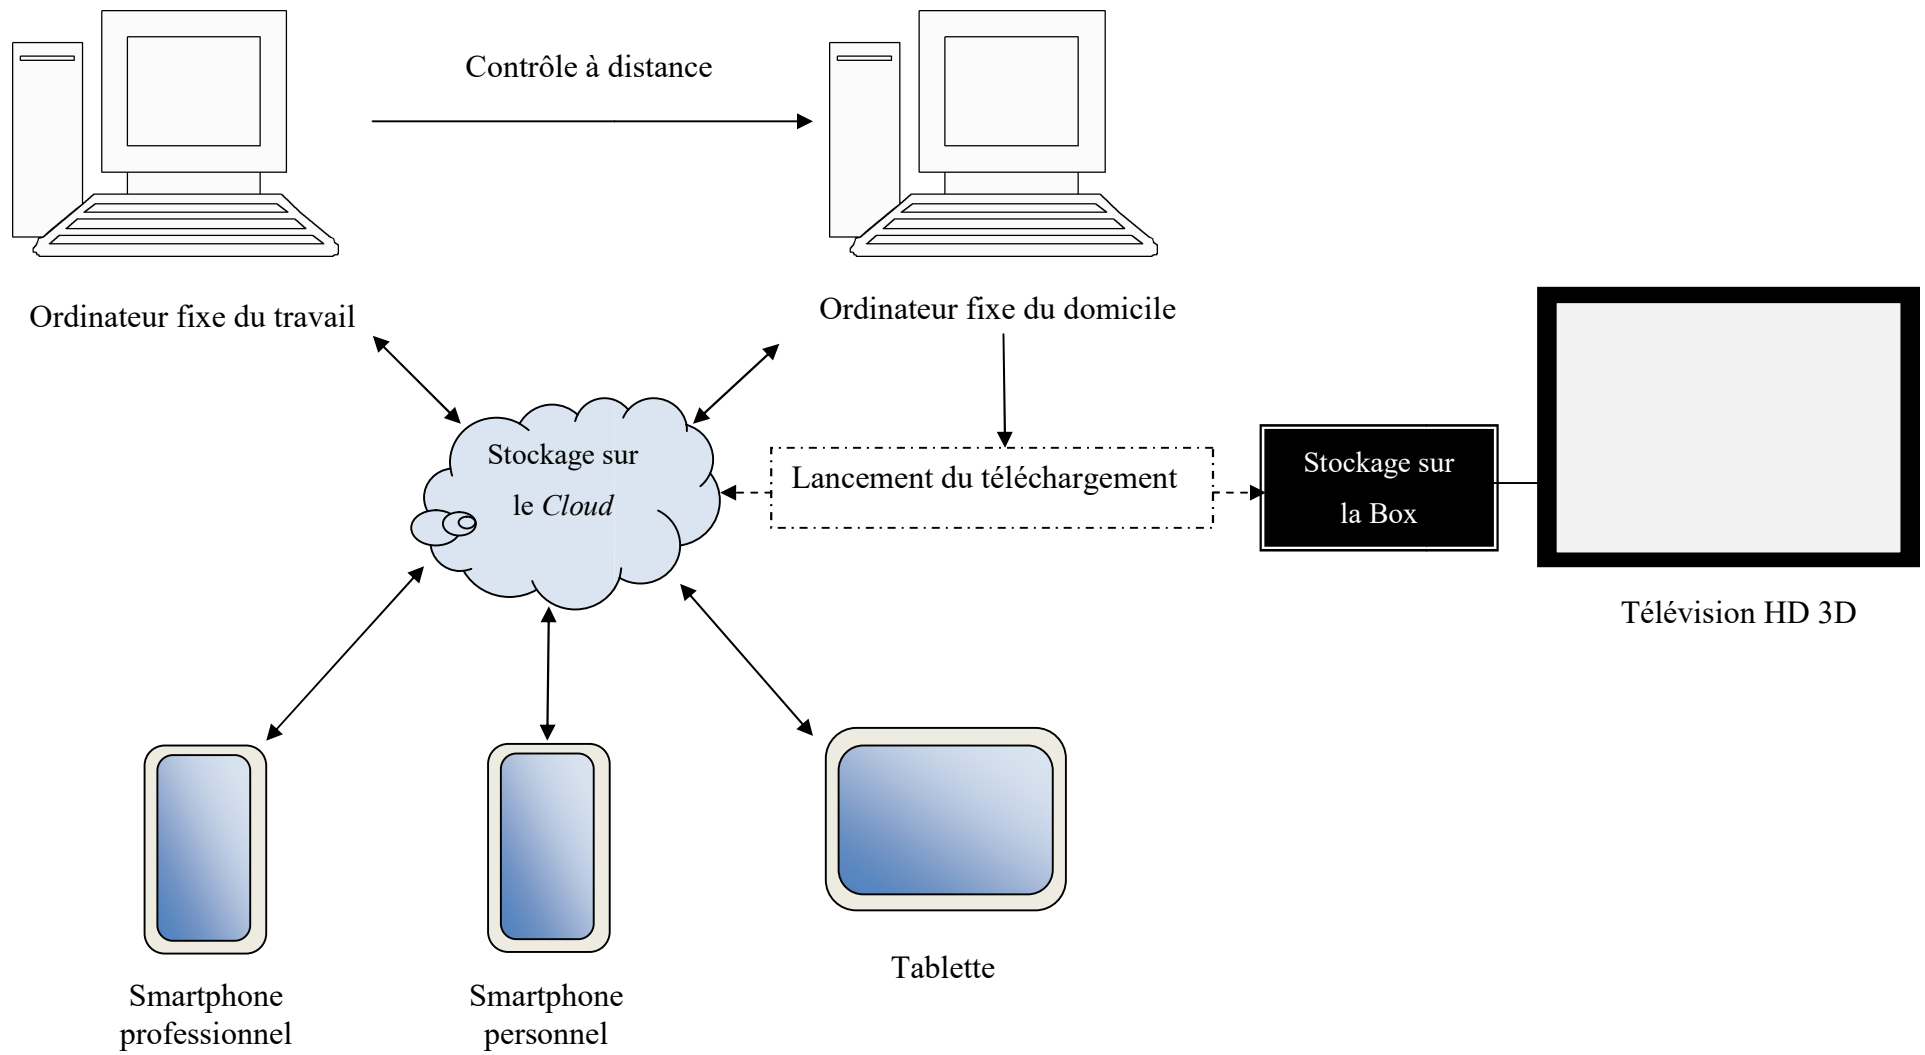 Contrôle à distance
Ordinateur fixe du travail
Ordinateur fixe du domicile
Stockage sur
le Cloud
Lancement du téléchargement
Stockage sur
la Box
Télévision HD 3D
Smartphone
professionnel
Smartphone
personnel
Tablette